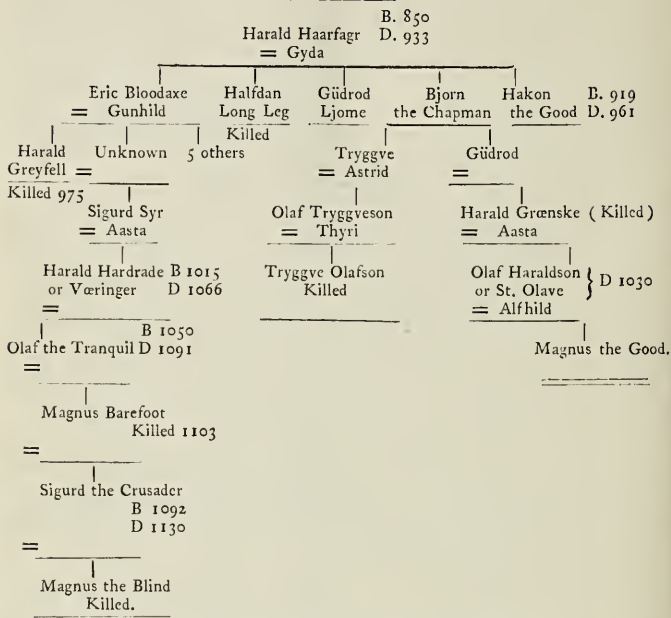 B. 850
Harald Haarfagr D. 933
= Gyda
Eric Bloodaxe Halfdan Güdrod Bjorn Hakon B. 919
= Gunhild Long Leg Ljome the Chapman the Good D. 961
Killed
Harald Unknown 5 others Tryggve Güdrod
Greyfell = = Astrid =
Killed 975
Sigurd Syr Olaf Tryggveson Harald Grœnske (Killed)
= Aasta = Thyri = Aasta
Harald Hardrade B 1015 Tryggve Olafson Olaf Haraldson } D 1030
or Væringer D 1066 Killed or St. Olave
= = Alfhild
B 1050
Olaf the Tranquil D 1091 Magnus the Good.
=
Magnus Barefoot
Killed 1103
=
Sigurd the Crusader
B 1092
D 1130
=
Magnus the Blind
Killed.